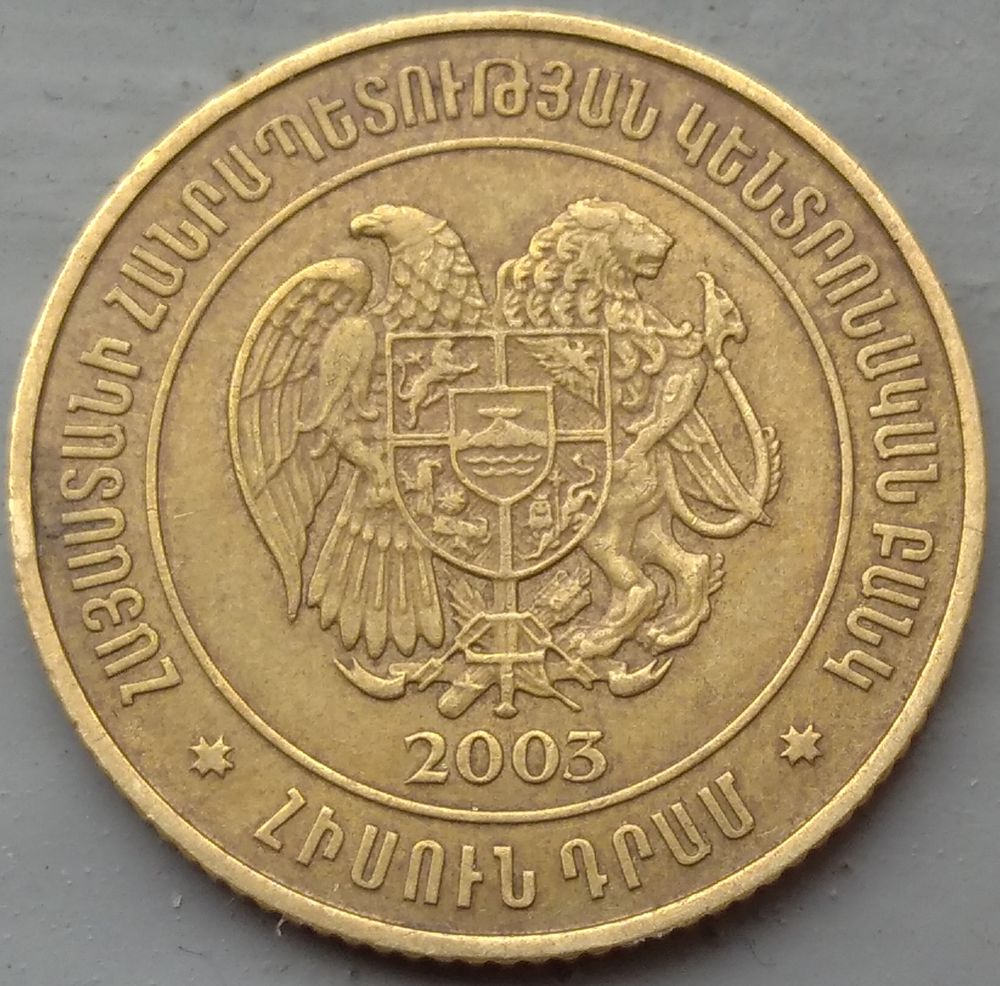 ՀԱՅԱՍՏԱՆԻ ՀԱՆՐԱՊԵՏՈՒԹՅԱՆ ԿԵՆՏՐՈՆԱԿԱՆ ԲԱՆԿ
2003
ՀԻՍՈՒՆ ԴՐԱՄ